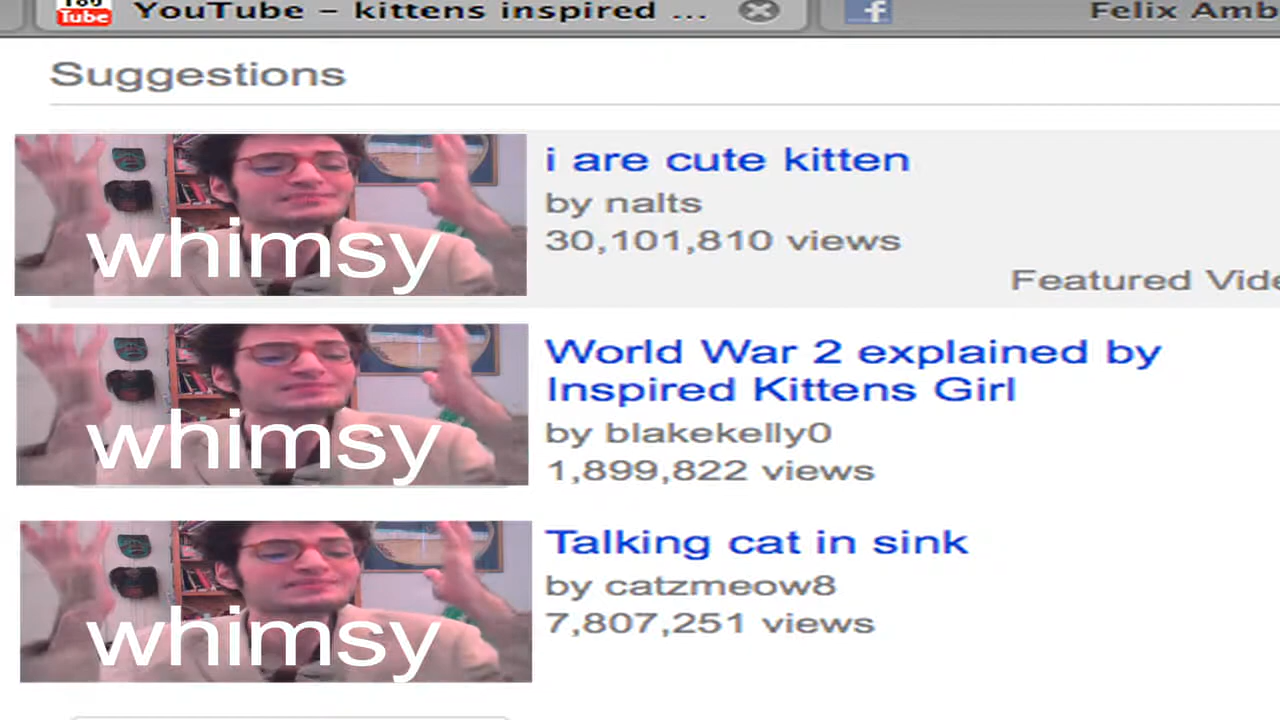 Tube YouTube – kittens inspired ... f Felix Amb
Suggestions
whimsy
i are cute kitten
by nalts
30,101,810 views
Featured Vide
whimsy
World War 2 explained by
Inspired Kittens Girl
by blakekelly0
1,899,822 views
whimsy
Talking cat in sink
by catzmeow8
7,807,251 views